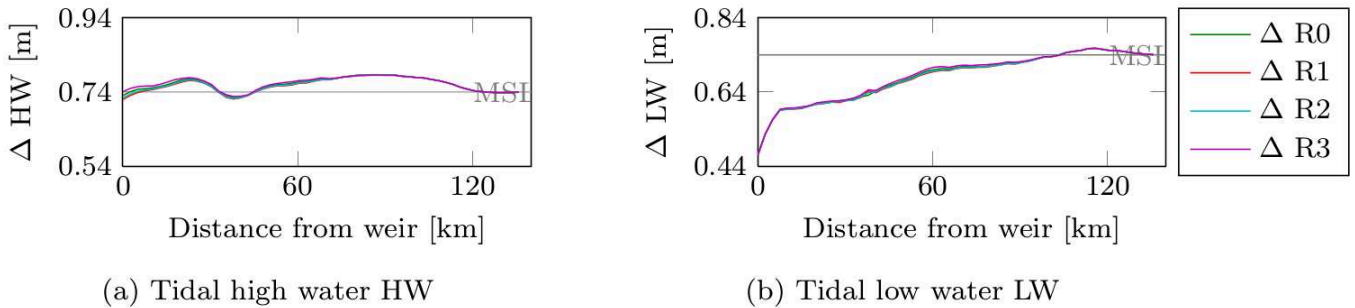 0.94
0.74
0.54
Δ HW [m]
MSL
0
60
120
Distance from weir [km]
(a) Tidal high water HW
0.84
0.64
0.44
Δ LW [m]
MSL
0
60
120
Distance from weir [km]
(b) Tidal low water LW
Δ R0
Δ R1
Δ R2
Δ R3